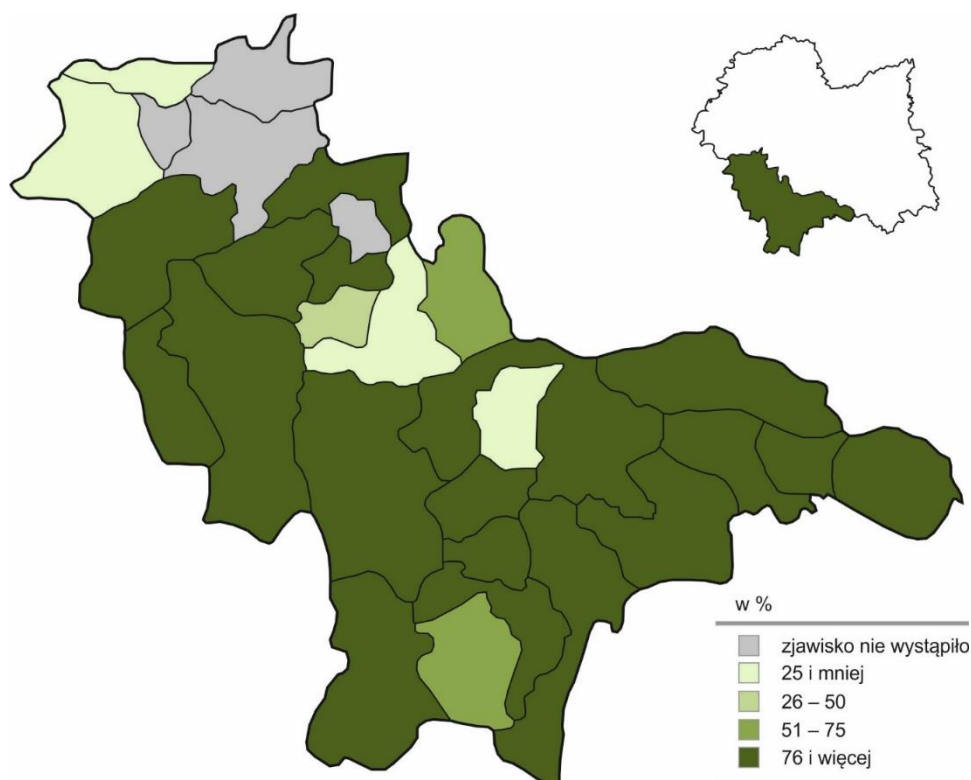 w %
zjawisko nie wystąpiło
25 i mniej
26 – 50
51 – 75
76 i więcej